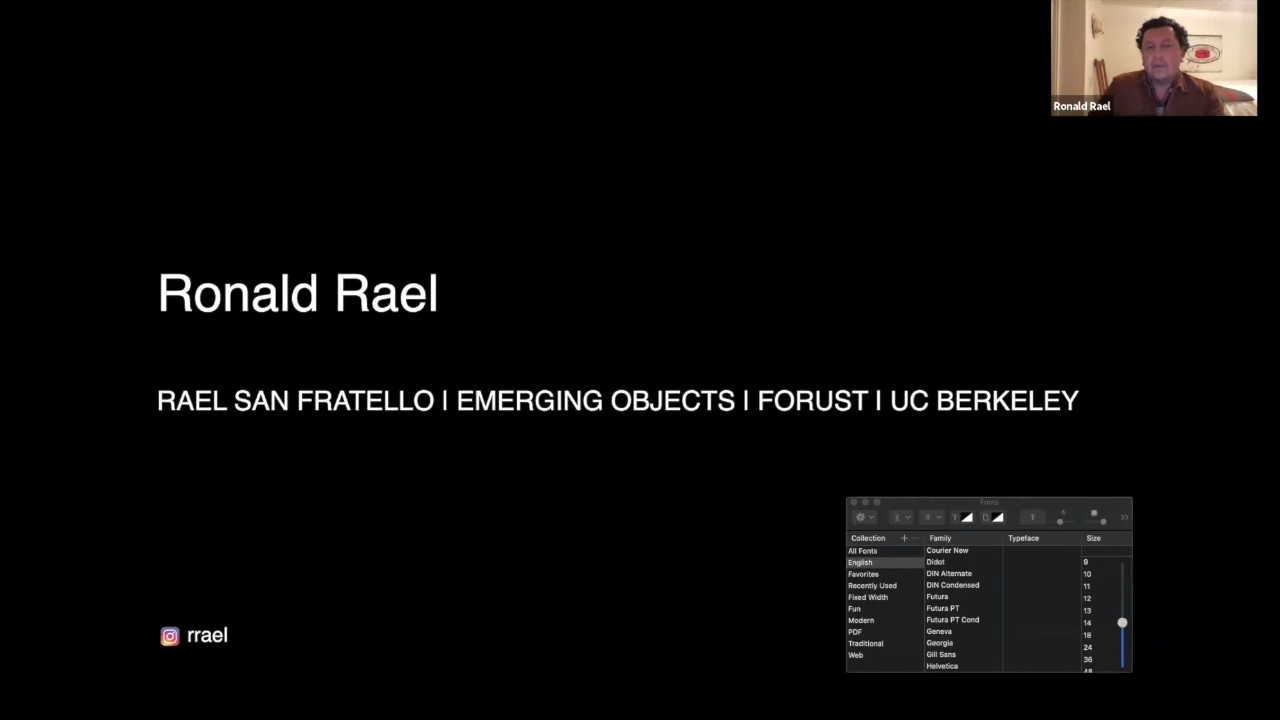 Ronald Rael
Ronald Rael
RAEL SAN FRATELLO | EMERGING OBJECTS | FORUST | UC BERKELEY
rrael
Fonts
Collection + − Family Typeface Size
All Fonts
English
Favorites
Recently Used
Fixed Width
Fun
Modern
PDF
Traditional
Web
Courier New
Didot
DIN Alternate
DIN Condensed
Futura
Futura PT
Futura PT Cond
Geneva
Georgia
Gill Sans
Helvetica
9
10
11
12
13
14
18
24
36
48